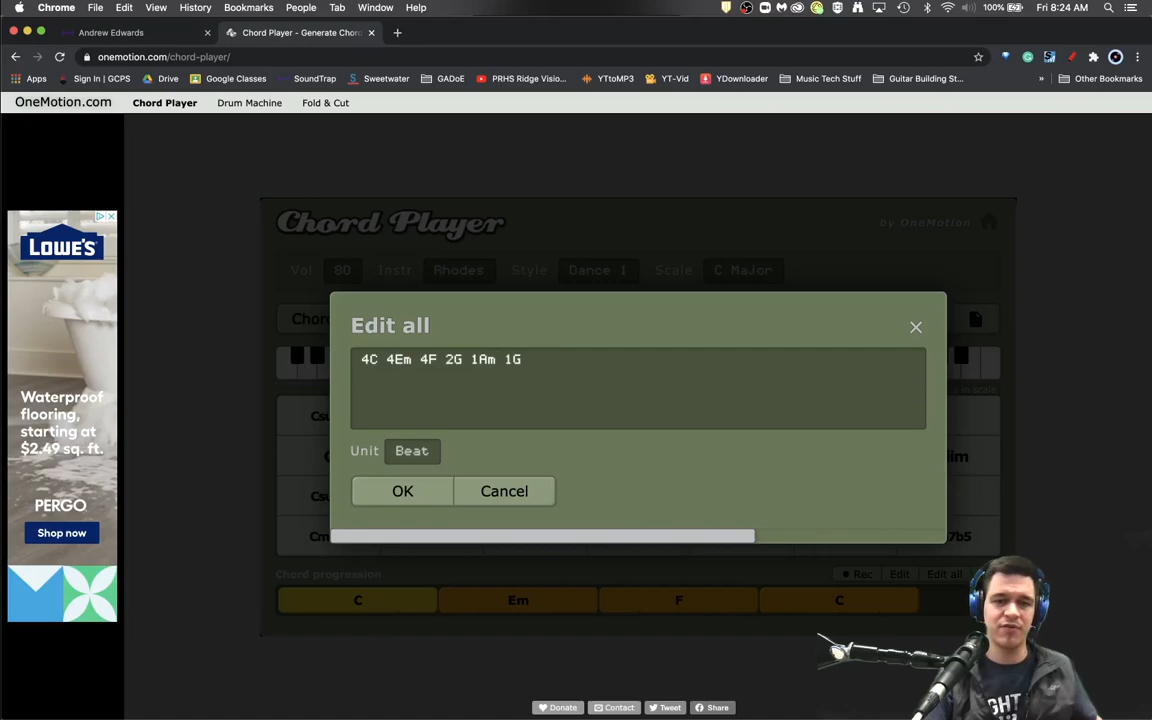 Chrome File Edit View History Bookmarks People Tab Window Help 100% Fri 8:24 AM
Andrew Edwards Chord Player - Generate Chord
onemotion.com/chord-player/
Apps Sign In | GCPS Drive Google Classes SoundTrap Sweetwater GADoE PRHS Ridge Visio... YTtoMP3 YT-Vid YDownloader Music Tech Stuff Guitar Building St... » Other Bookmarks
OneMotion.com Chord Player Drum Machine Fold & Cut
Chord Player by OneMotion
Vol 80 Instr Rhodes Style Dance 1 Scale C Major
LOWE'S
Edit all
4C 4Em 4F 2G 1Am 1G
Unit Beat
OK Cancel
Waterproof
flooring,
starting at
$2.49 sq. ft.
PERGO
Shop now
Chord progression Rec Edit Edit all
C Em F C
Donate Contact Tweet Share